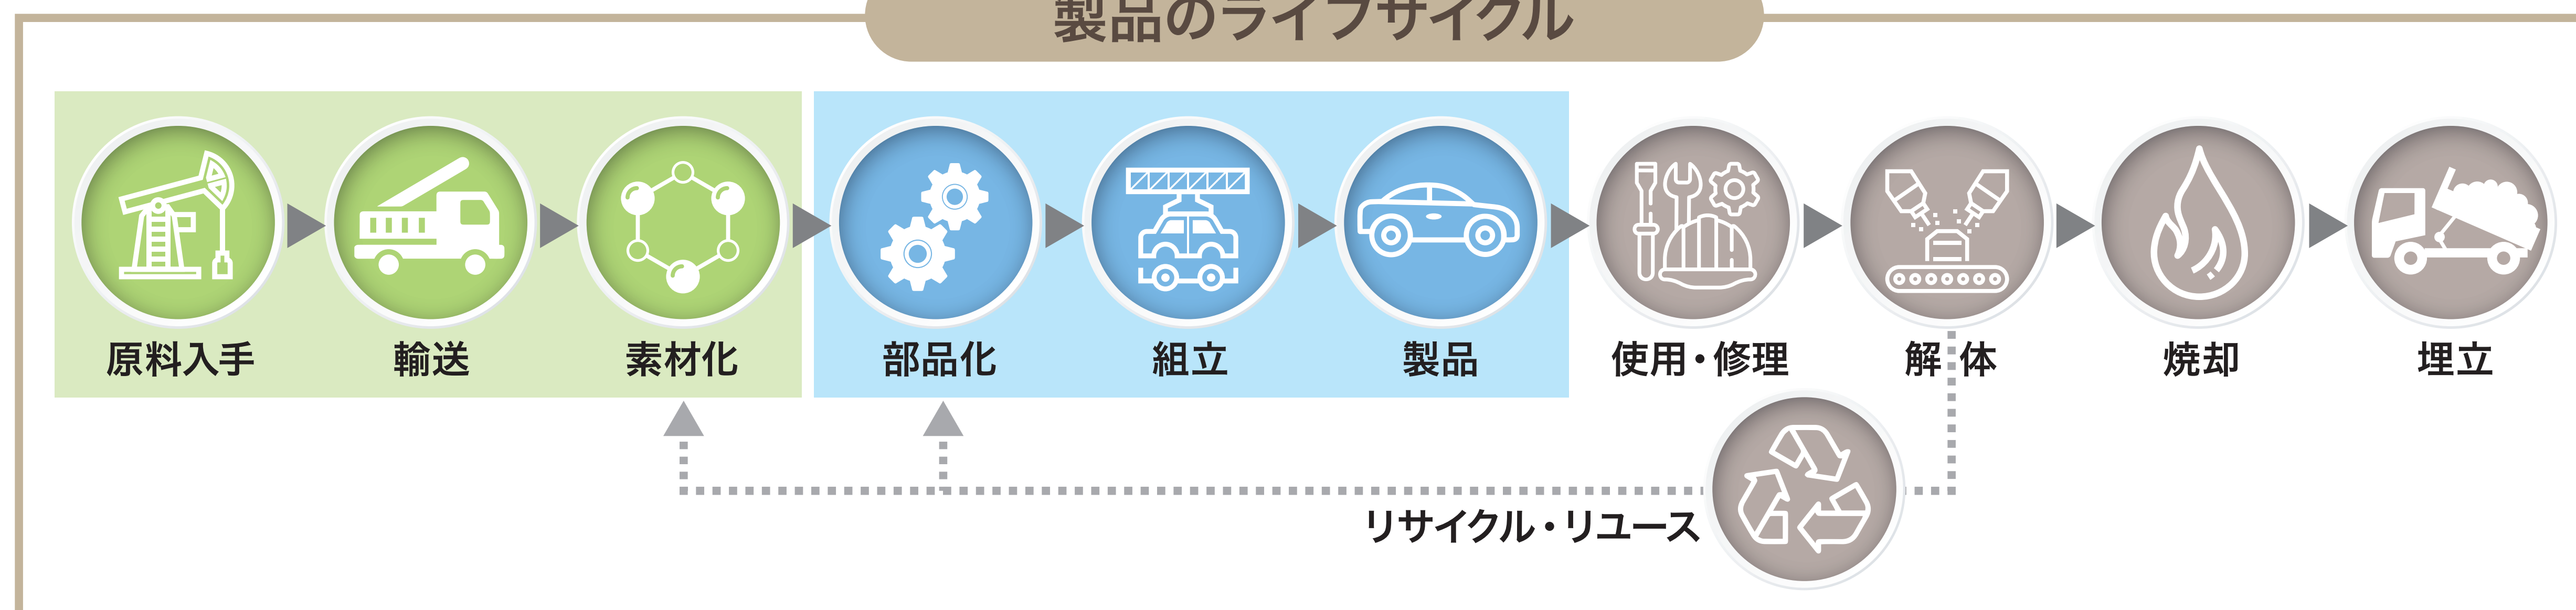 製品のライフサイクル
原料入手
輸送
素材化
部品化
組立
製品
使用・修理
解体
焼却
埋立
リサイクル・リユース